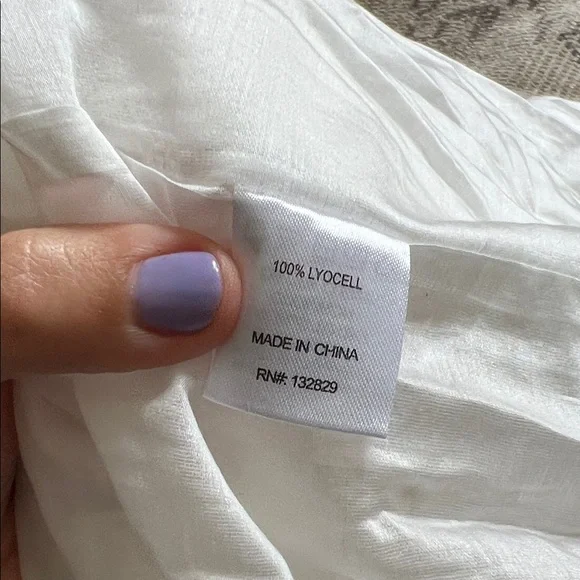 100% LYOCELL
MADE IN CHINA
RN#: 132829